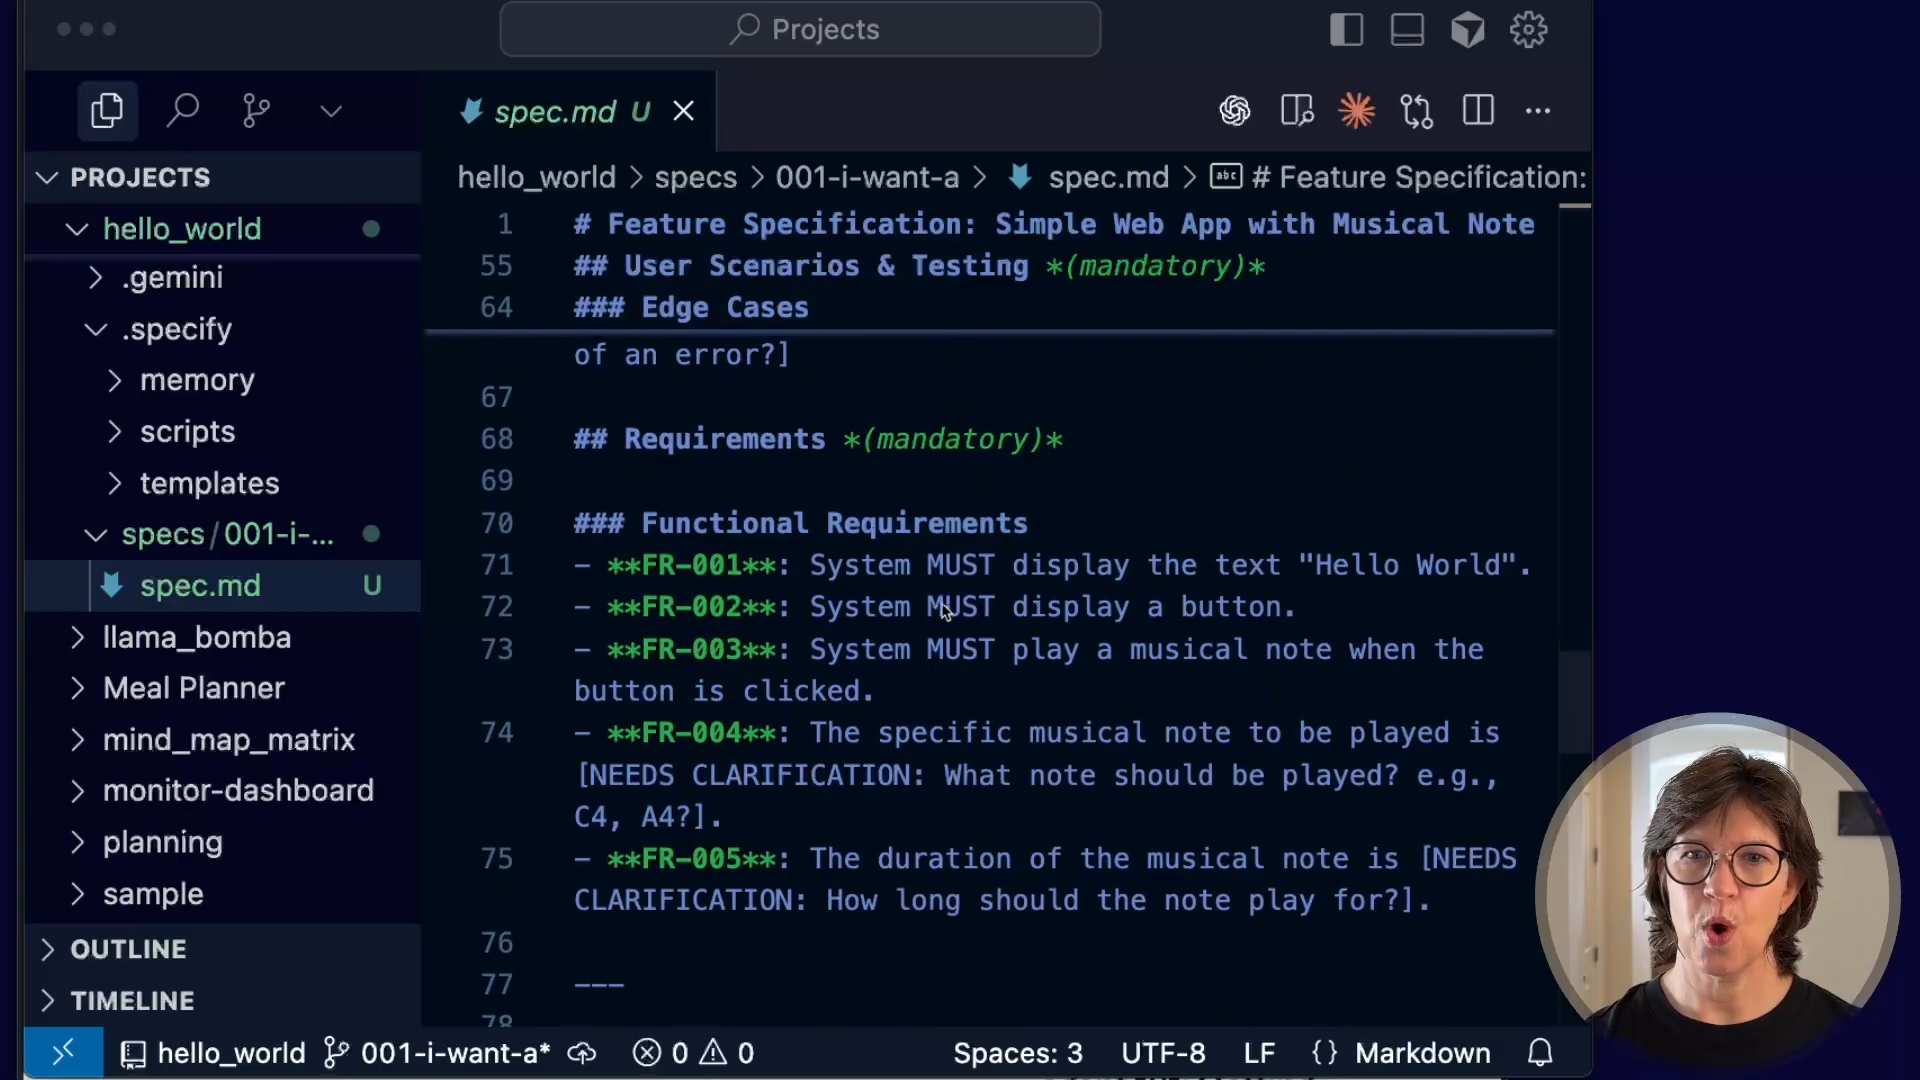 Projects
PROJECTS
hello_world
.gemini
.specify
memory
scripts
templates
specs/001-i-...
spec.md U
llama_bomba
Meal Planner
mind_map_matrix
monitor-dashboard
planning
sample
OUTLINE
TIMELINE
spec.md U
hello_world > specs > 001-i-want-a > spec.md > abc # Feature Specification:
1 # Feature Specification: Simple Web App with Musical Note
55 ## User Scenarios & Testing *(mandatory)*
64 ### Edge Cases
of an error?]
67
68 ## Requirements *(mandatory)*
69
70 ### Functional Requirements
71 - **FR-001**: System MUST display the text "Hello World".
72 - **FR-002**: System MUST display a button.
73 - **FR-003**: System MUST play a musical note when the
button is clicked.
74 - **FR-004**: The specific musical note to be played is
[NEEDS CLARIFICATION: What note should be played? e.g.,
C4, A4?].
75 - **FR-005**: The duration of the musical note is [NEEDS
CLARIFICATION: How long should the note play for?].
76
77 ---
78
hello_world 001-i-want-a* 0 0 Spaces: 3 UTF-8 LF {} Markdown